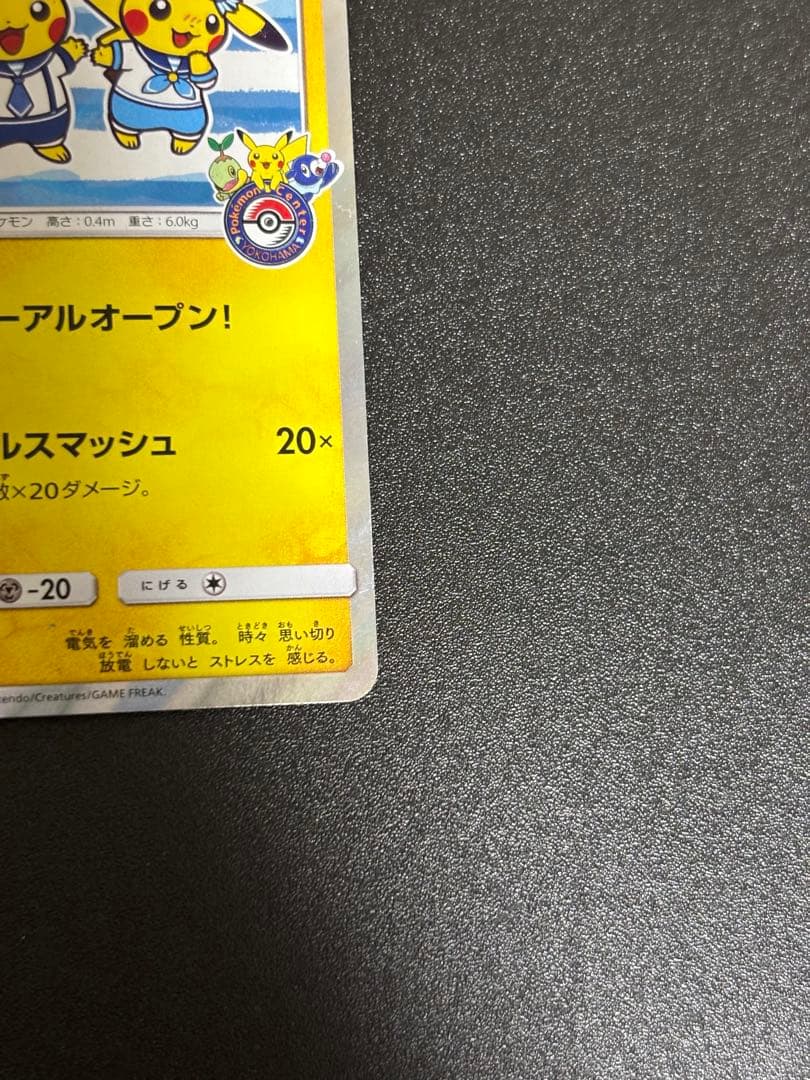 Pokémon Center
YOKOHAMA
ケモン 高さ：0.4m 重さ：6.0kg
ーアルオープン！
ルスマッシュ 20×
数×20ダメージ。
-20 にげる
でんき た せいしつ ときどき おも き
電気を 溜める 性質。 時々 思い切り
ほうでん かん
放電 しないと ストレスを 感じる。
tendo/Creatures/GAME FREAK.